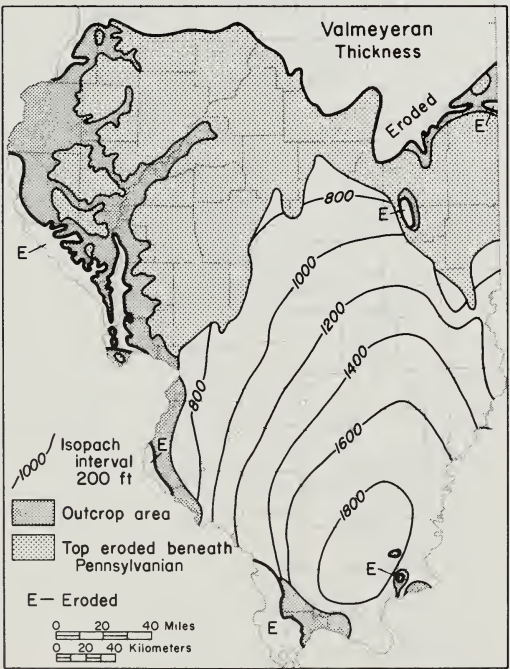 Valmeyeran
Thickness
Eroded
E
E
E
800
1000
1200
1400
1600
1800
800
E
E
E
1000
Isopach
interval
200 ft
Outcrop area
Top eroded beneath
Pennsylvanian
E— Eroded
0 20 40 Miles
0 20 40 Kilometers